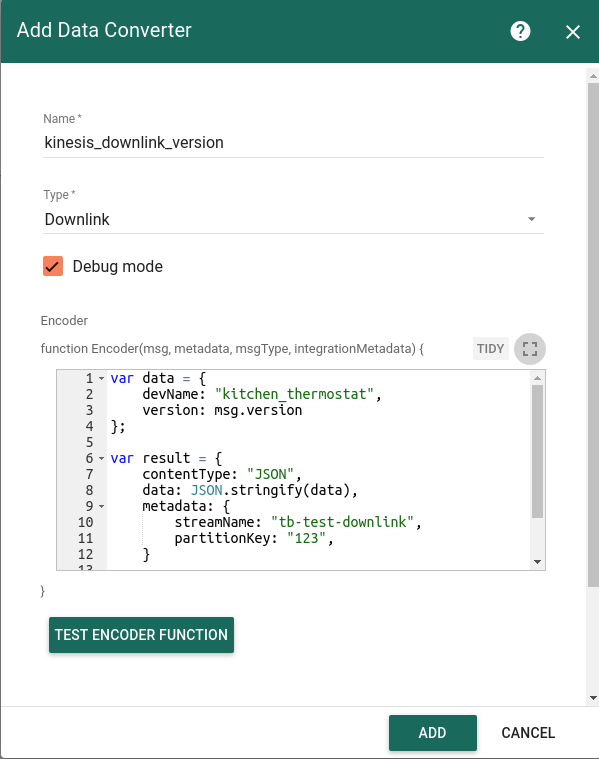 Add Data Converter
?
Name *
kinesis_downlink_version
Type *
Downlink
Debug mode
Encoder
function Encoder(msg, metadata, msgType, integrationMetadata) {
TIDY
1 var data = {
2     devName: "kitchen_thermostat",
3     version: msg.version
4 };
5
6 var result = {
7     contentType: "JSON",
8     data: JSON.stringify(data),
9     metadata: {
10         streamName: "tb-test-downlink",
11         partitionKey: "123",
12     }
13
}
TEST ENCODER FUNCTION
ADD
CANCEL